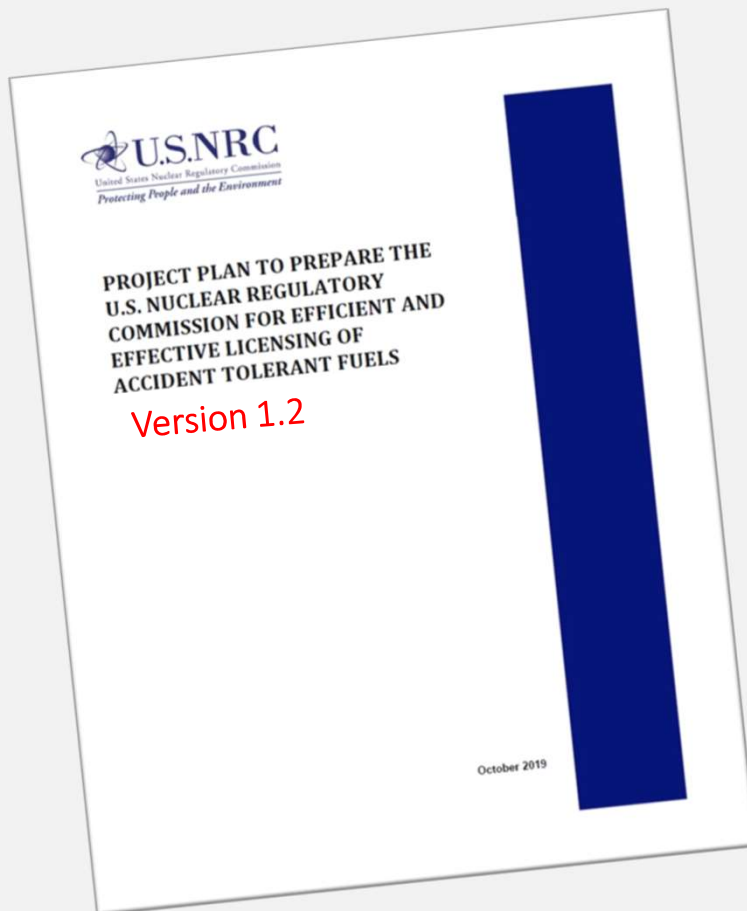 U.S.NRC
United States Nuclear Regulatory Commission
Protecting People and the Environment
PROJECT PLAN TO PREPARE THE
U.S. NUCLEAR REGULATORY
COMMISSION FOR EFFICIENT AND
EFFECTIVE LICENSING OF
ACCIDENT TOLERANT FUELS
Version 1.2
October 2019